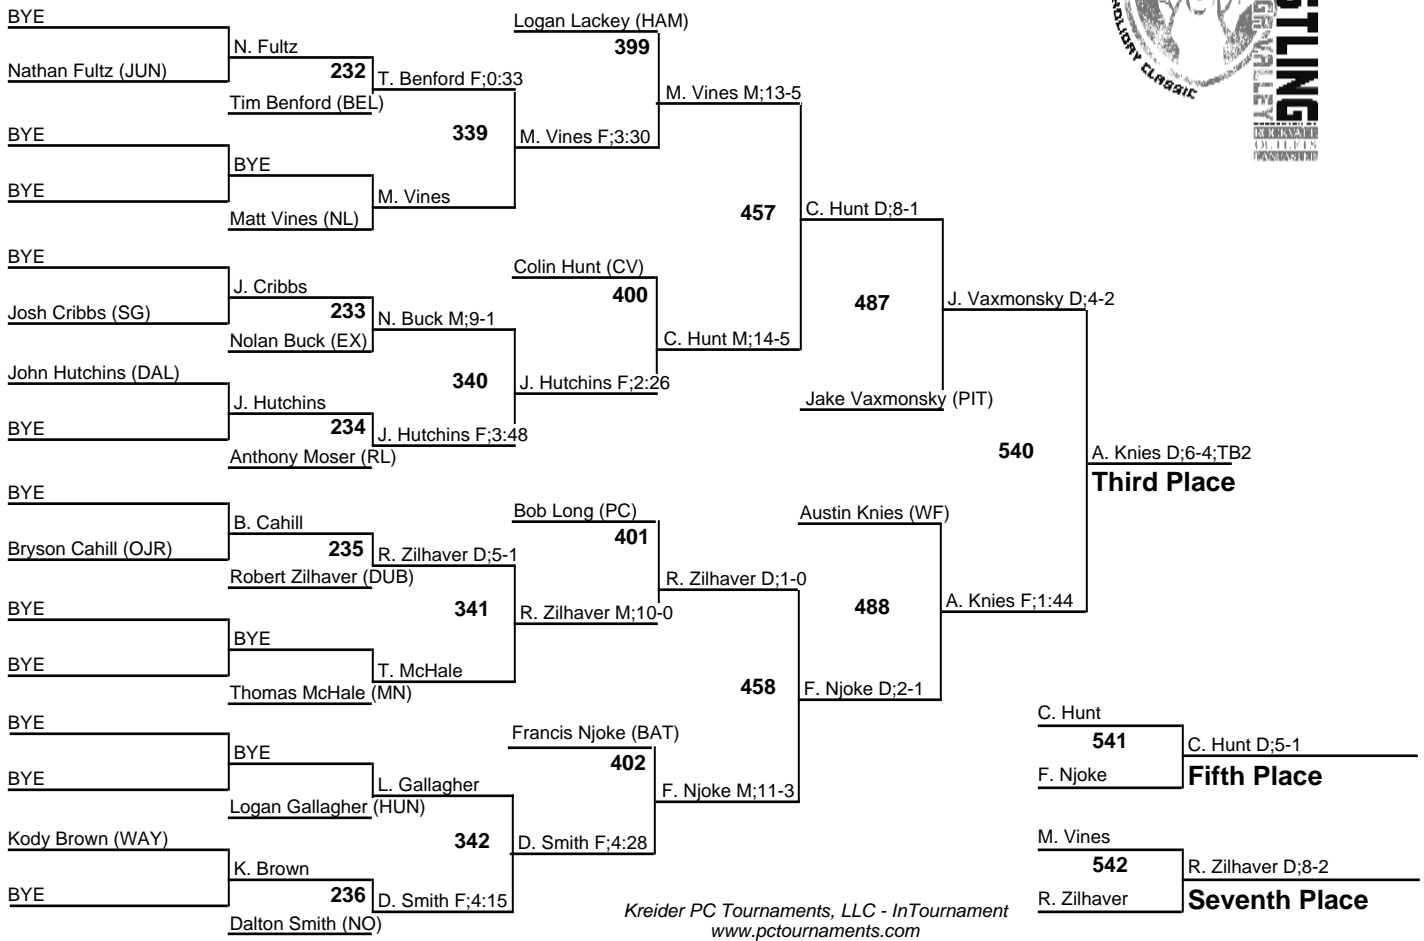 BYE
N. Fultz
Nathan Fultz (JUN)
232
T. Benford F;0:33
Tim Benford (BEL)
BYE
339
BYE
M. Vines F;3:30
BYE
M. Vines
Matt Vines (NL)
Logan Lackey (HAM)
399
M. Vines M;13-5
BYE
J. Cribbs
Josh Cribbs (SG)
233
N. Buck M;9-1
Nolan Buck (EX)
John Hutchins (DAL)
340
J. Hutchins F;2:26
J. Hutchins
BYE
234
J. Hutchins F;3:48
Anthony Moser (RL)
Colin Hunt (CV)
400
C. Hunt M;14-5
457
C. Hunt D;8-1
487
J. Vaxmonsky D;4-2
Jake Vaxmonsky (PIT)
540
A. Knies D;6-4;TB2
Third Place
BYE
B. Cahill
Bryson Cahill (OJR)
235
R. Zilhaver D;5-1
Robert Zilhaver (DUB)
BYE
341
R. Zilhaver M;10-0
BYE
BYE
T. McHale
Thomas McHale (MN)
Bob Long (PC)
401
R. Zilhaver D;1-0
Austin Knies (WF)
488
A. Knies F;1:44
458
F. Njoke D;2-1
BYE
BYE
BYE
L. Gallagher
Logan Gallagher (HUN)
Kody Brown (WAY)
342
D. Smith F;4:28
K. Brown
BYE
236
D. Smith F;4:15
Dalton Smith (NO)
Francis Njoke (BAT)
402
F. Njoke M;11-3
C. Hunt
541
C. Hunt D;5-1
F. Njoke
Fifth Place
M. Vines
542
R. Zilhaver D;8-2
R. Zilhaver
Seventh Place
Kreider PC Tournaments, LLC - InTournament
www.pctournaments.com
CLASSIC
VALLEY
ROCKVALE
OUTLETS
LANCASTER